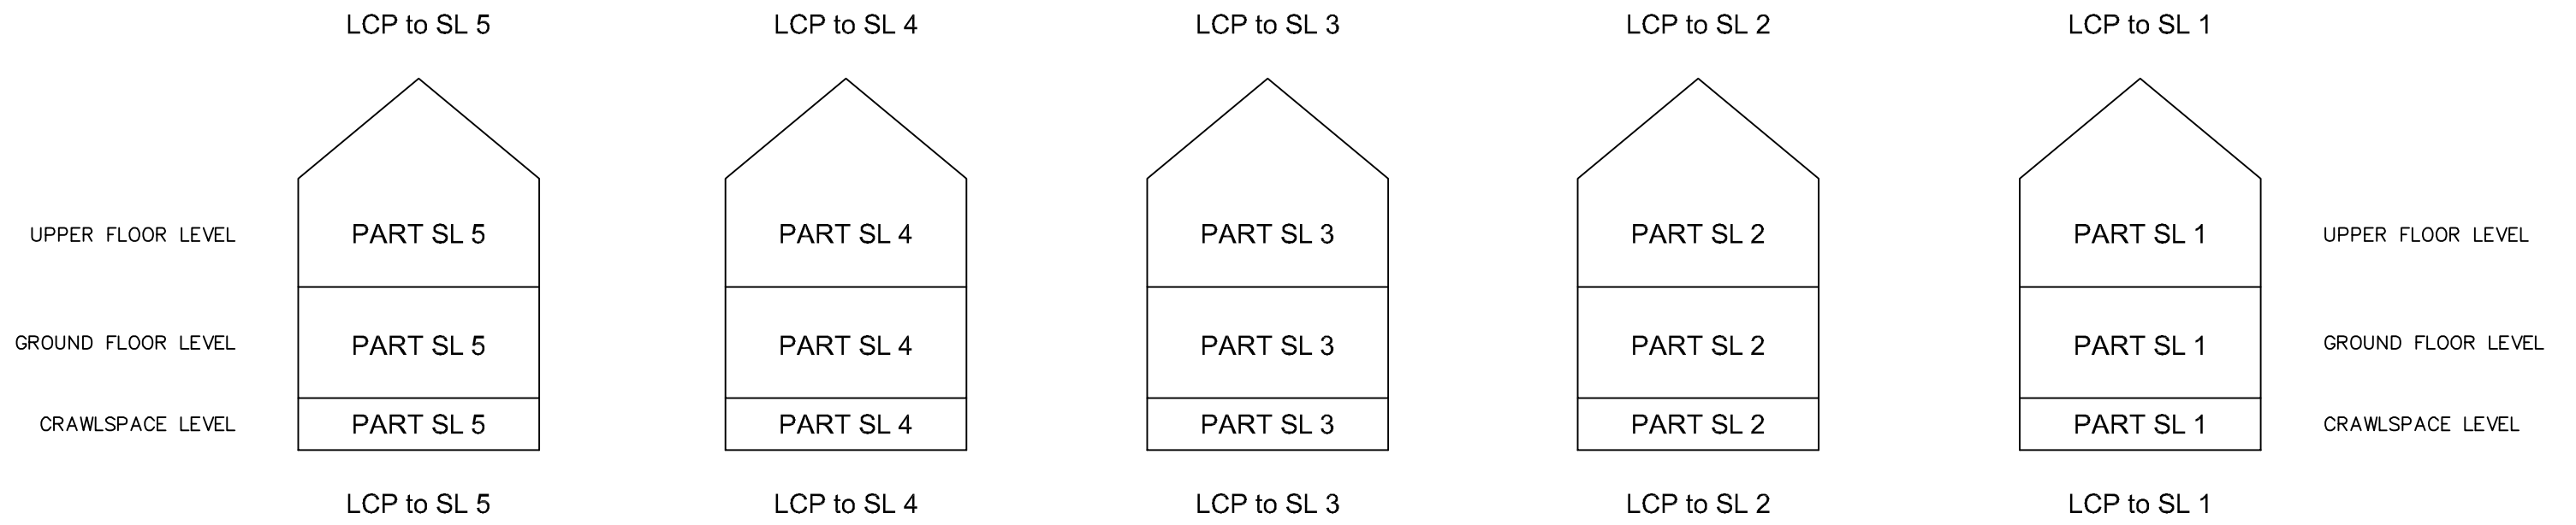 LCP to SL 5 LCP to SL 4 LCP to SL 3 LCP to SL 2 LCP to SL 1
UPPER FLOOR LEVEL PART SL 5 PART SL 4 PART SL 3 PART SL 2 PART SL 1 UPPER FLOOR LEVEL
GROUND FLOOR LEVEL PART SL 5 PART SL 4 PART SL 3 PART SL 2 PART SL 1 GROUND FLOOR LEVEL
CRAWLSPACE LEVEL PART SL 5 PART SL 4 PART SL 3 PART SL 2 PART SL 1 CRAWLSPACE LEVEL
LCP to SL 5 LCP to SL 4 LCP to SL 3 LCP to SL 2 LCP to SL 1